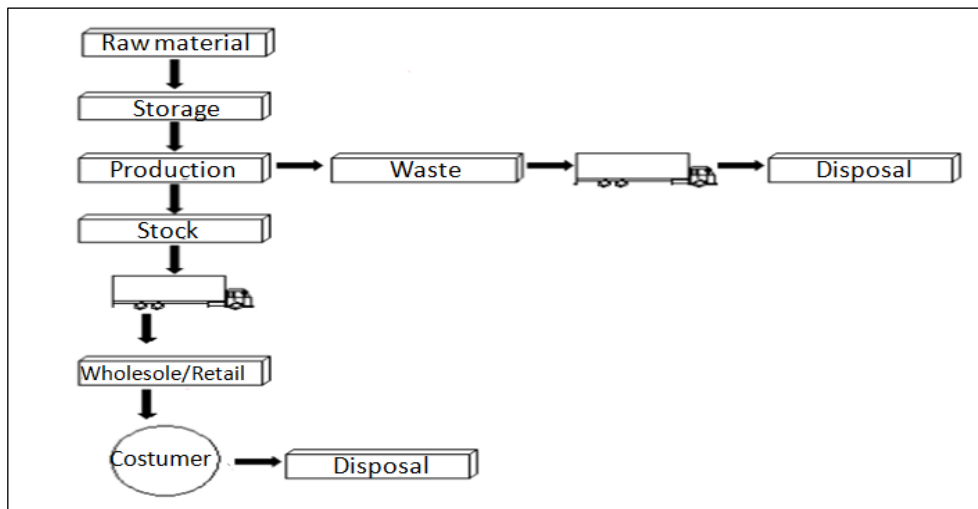 Raw material
Storage
Production
Waste
Disposal
Stock
Wholesole/Retail
Costumer
Disposal